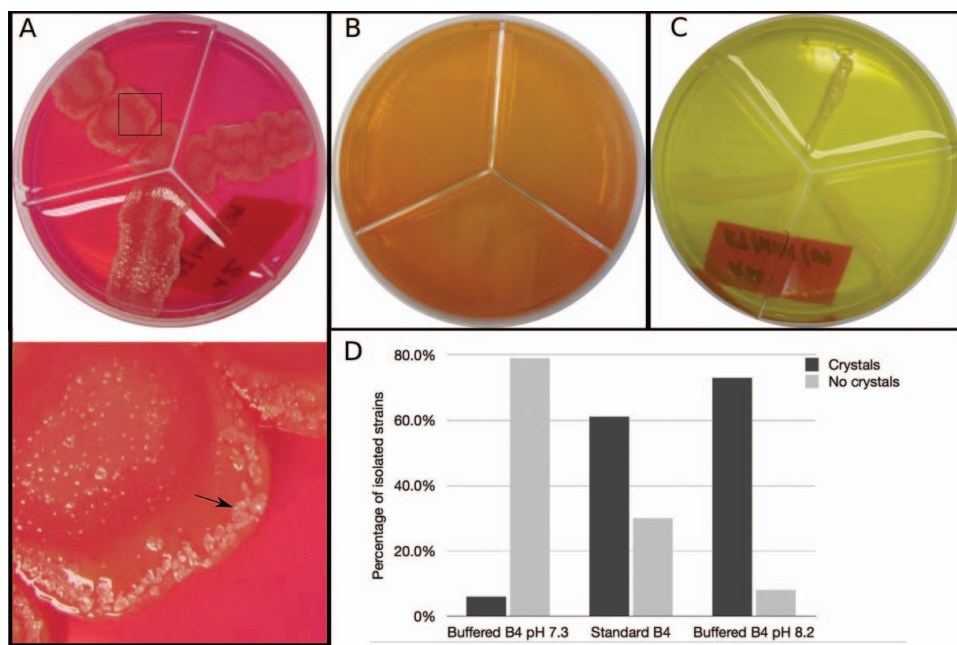 A
B
C
D
80.0%
60.0%
40.0%
20.0%
0%
Percentage of isolated strains
Crystals
No crystals
Buffered B4 pH 7.3
Standard B4
Buffered B4 pH 8.2